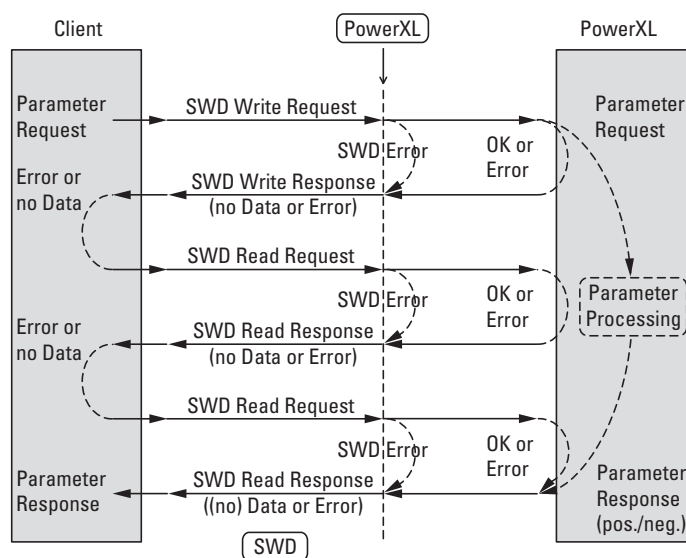 Client
PowerXL
PowerXL
Parameter
Request
SWD Write Request
Parameter
Request
SWD Error
OK or
Error
Error or
no Data
SWD Write Response
(no Data or Error)
SWD Read Request
SWD Error
OK or
Error
Parameter
Processing
Error or
no Data
SWD Read Response
(no Data or Error)
SWD Read Request
SWD Error
OK or
Error
Parameter
Response
SWD Read Response
((no) Data or Error)
Parameter
Response
(pos./neg.)
SWD